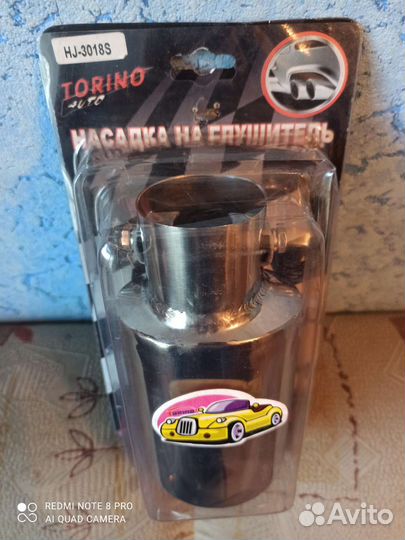 HJ-3018S
TORINO
AUTO
НАСАДКА НА ГЛУШИТЕЛЬ
REDMI NOTE 8 PRO
AI QUAD CAMERA
Avito